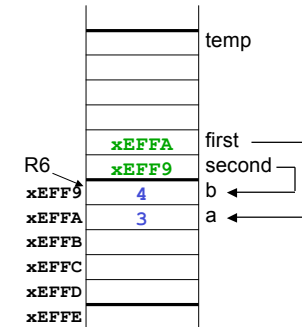 temp
xEFFA first
xEFF9 second
R6
xEFF9 4 b
xEFFA 3 a
xEFFB
xEFFC
xEFFD
xEFFE